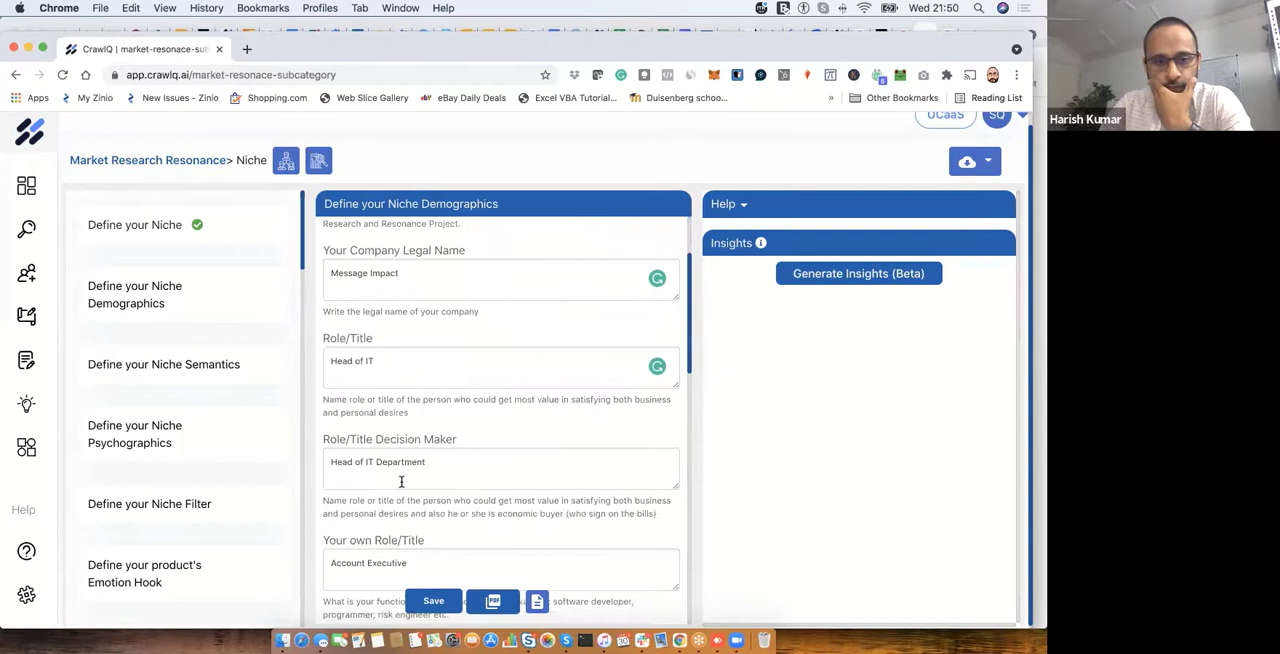 Chrome File Edit View History Bookmarks Profiles Tab Window Help
Wed 21:50
CrawlQ | market-resonace-sub
app.crawlq.ai/market-resonace-subcategory
Apps My Zinio New Issues - Zinio Shopping.com Web Slice Gallery eBay Daily Deals Excel VBA Tutorial... Duisenberg schoo... » Other Bookmarks Reading List
Harish Kumar
UCaaS SQ
Market Research Resonance> Niche
Define your Niche
Define your Niche
Demographics
Define your Niche Semantics
Define your Niche
Psychographics
Define your Niche Filter
Define your product's
Emotion Hook
Help
Define your Niche Demographics
Research and Resonance Project.
Your Company Legal Name
Message Impact
Write the legal name of your company
Role/Title
Head of IT
Name role or title of the person who could get most value in satisfying both business
and personal desires
Role/Title Decision Maker
Head of IT Department
Name role or title of the person who could get most value in satisfying both business
and personal desires and also he or she is economic buyer (who sign on the bills)
Your own Role/Title
Account Executive
What is your functi software developer,
programmer, risk engineer etc.
Save PDF
Help
Insights
Generate Insights (Beta)